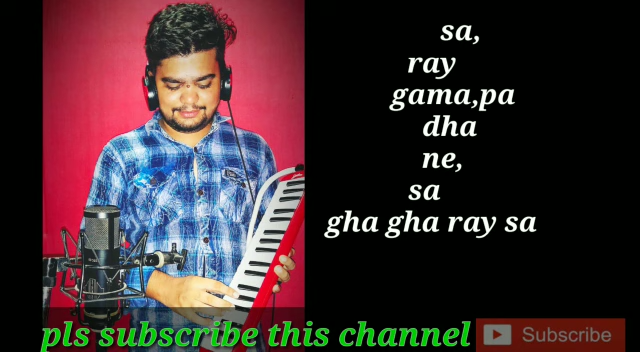 sa,
ray
gama,pa
dha
ne,
sa
gha gha ray sa
pls subscribe this channel
Subscribe